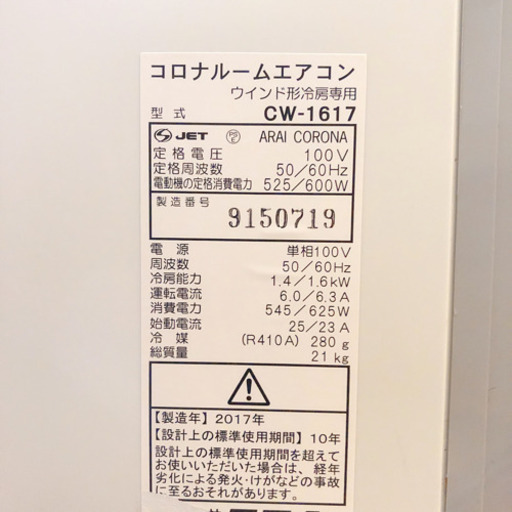 コロナルームエアコン
ウインド形冷房専用
型式 CW-1617
JET PS E ARAI CORONA
定格電圧 100V
定格周波数 50/60Hz
電動機の定格消費電力 525/600W
製造番号
9150719
電源 単相100V
周波数 50/60Hz
冷房能力 1.4/1.6kW
運転電流 6.0/6.3A
消費電力 545/625W
始動電流 25/23A
冷媒 (R410A) 280g
総質量 21kg
【製造年】2017年
【設計上の標準使用期間】10年
設計上の標準使用期間を超えて
お使いいただいた場合は、経年
劣化による発火・けがなどの事故
に至るおそれがあります。